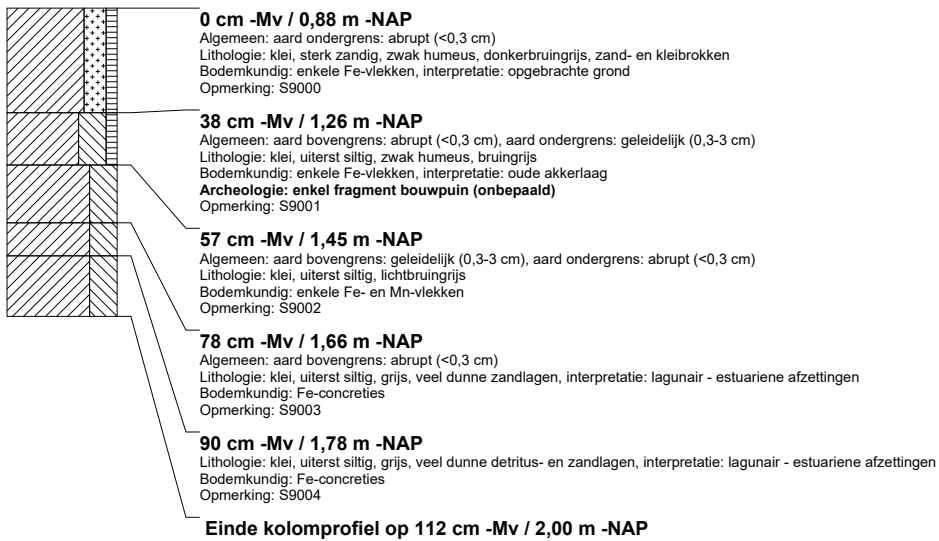 0 cm -Mv / 0,88 m -NAP
Algemeen: aard ondergrens: abrupt (<0,3 cm)
Lithologie: klei, sterk zandig, zwak humeus, donkerbruingrijs, zand- en kleibrokken
Bodemkundig: enkele Fe-vlekken, interpretatie: opgebrachte grond
Opmerking: S9000
38 cm -Mv / 1,26 m -NAP
Algemeen: aard bovengrens: abrupt (<0,3 cm), aard ondergrens: geleidelijk (0,3-3 cm)
Lithologie: klei, uiterst siltig, zwak humeus, bruingrijs
Bodemkundig: enkele Fe-vlekken, interpretatie: oude akkerlaag
Archeologie: enkel fragment bouwpuin (onbepaald)
Opmerking: S9001
57 cm -Mv / 1,45 m -NAP
Algemeen: aard bovengrens: geleidelijk (0,3-3 cm), aard ondergrens: abrupt (<0,3 cm)
Lithologie: klei, uiterst siltig, lichtbruingrijs
Bodemkundig: enkele Fe- en Mn-vlekken
Opmerking: S9002
78 cm -Mv / 1,66 m -NAP
Algemeen: aard bovengrens: abrupt (<0,3 cm)
Lithologie: klei, uiterst siltig, grijs, veel dunne zandlagen, interpretatie: lagunair - estuariene afzettingen
Bodemkundig: Fe-concreties
Opmerking: S9003
90 cm -Mv / 1,78 m -NAP
Lithologie: klei, uiterst siltig, grijs, veel dunne detritus- en zandlagen, interpretatie: lagunair - estuariene afzettingen
Bodemkundig: Fe-concreties
Opmerking: S9004
Einde kolomprofiel op 112 cm -Mv / 2,00 m -NAP